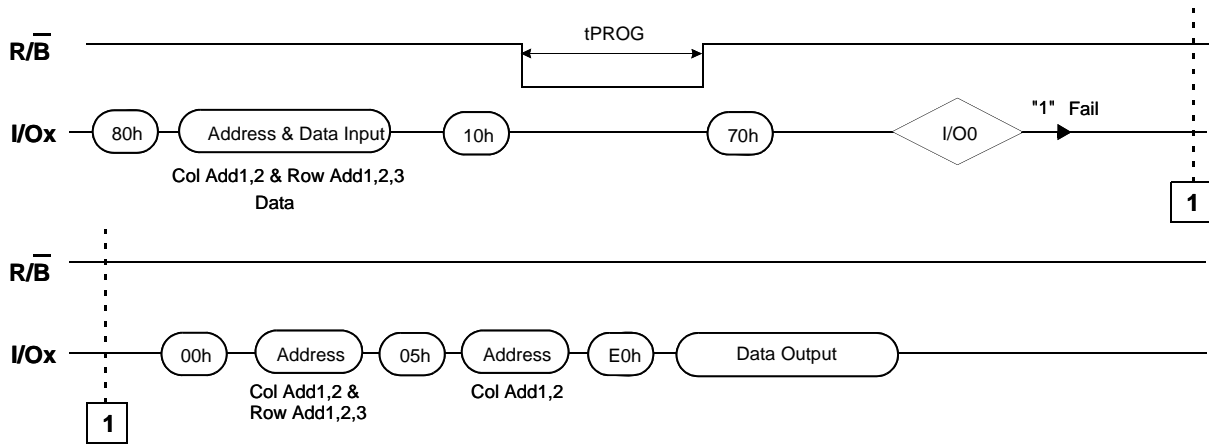 tPROG
R/B̅
"1" Fail
I/Ox 80h Address & Data Input 10h 70h I/O0
Col Add1,2 & Row Add1,2,3
Data
1
R/B̅
I/Ox 00h Address 05h Address E0h Data Output
Col Add1,2 & Col Add1,2
Row Add1,2,3
1